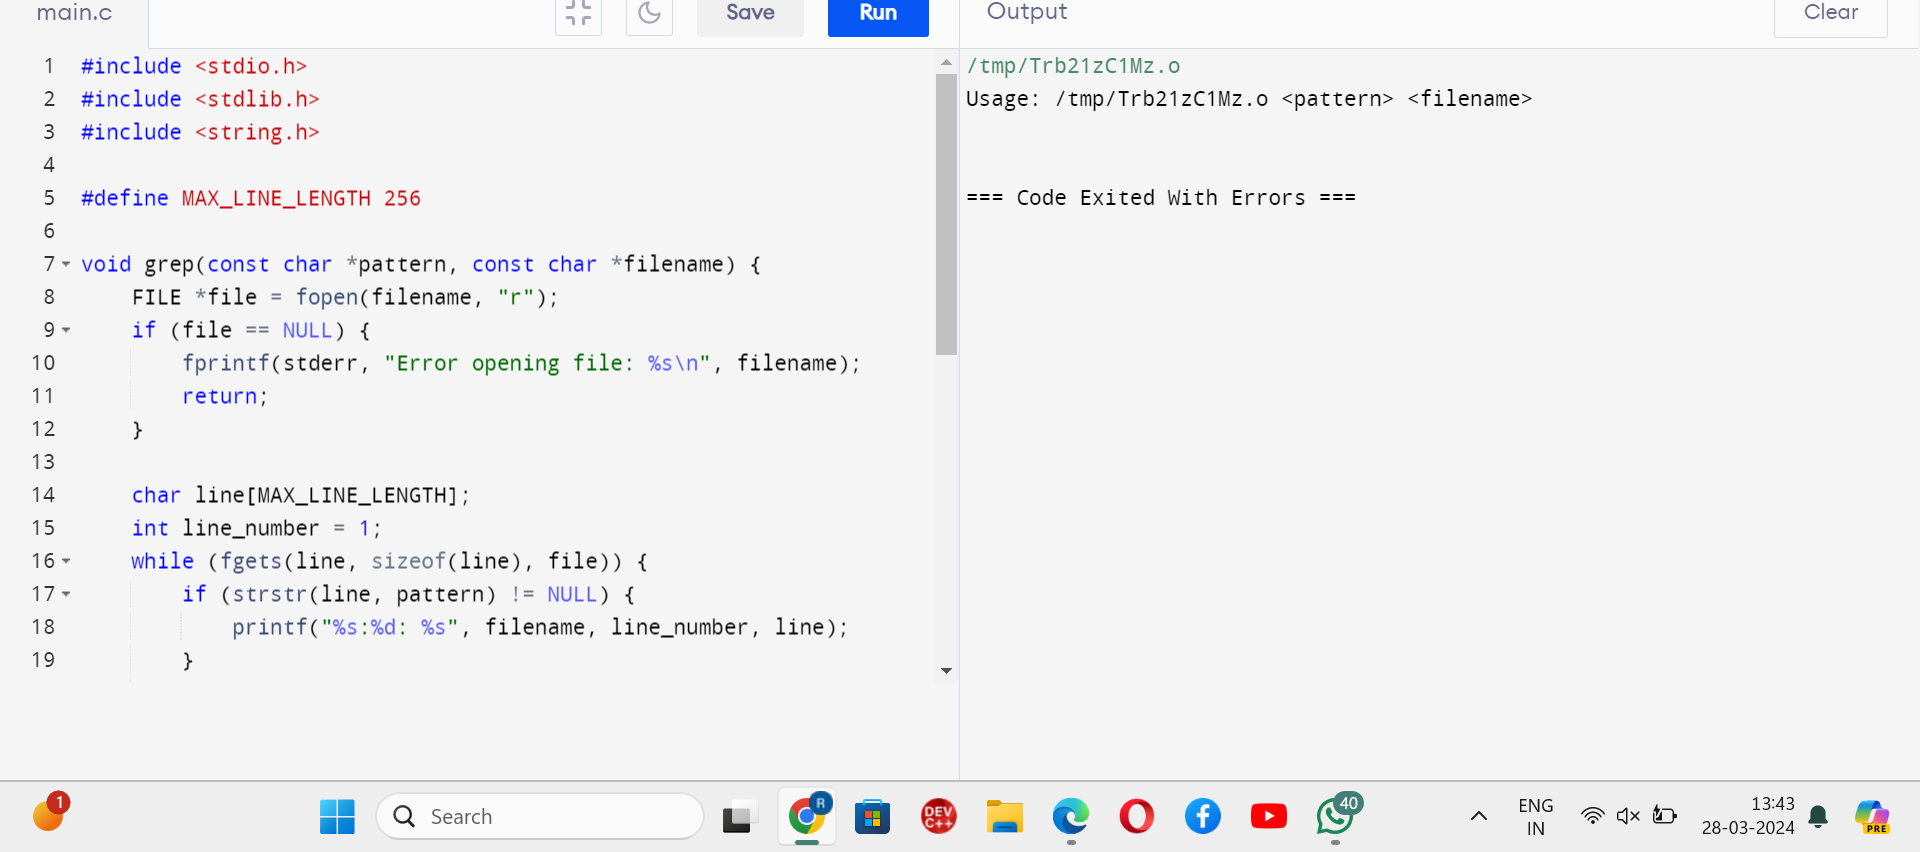 main.c
Save
Run
Output
Clear
1 #include <stdio.h>
2 #include <stdlib.h>
3 #include <string.h>
4
5 #define MAX_LINE_LENGTH 256
6
7 void grep(const char *pattern, const char *filename) {
8     FILE *file = fopen(filename, "r");
9     if (file == NULL) {
10         fprintf(stderr, "Error opening file: %s\n", filename);
11         return;
12     }
13
14     char line[MAX_LINE_LENGTH];
15     int line_number = 1;
16     while (fgets(line, sizeof(line), file)) {
17         if (strstr(line, pattern) != NULL) {
18             printf("%s:%d: %s", filename, line_number, line);
19         }
/tmp/Trb21zC1Mz.o
Usage: /tmp/Trb21zC1Mz.o <pattern> <filename>
=== Code Exited With Errors ===
1
Search
R
DEV
C++
40
ENG
IN
13:43
28-03-2024
PRE